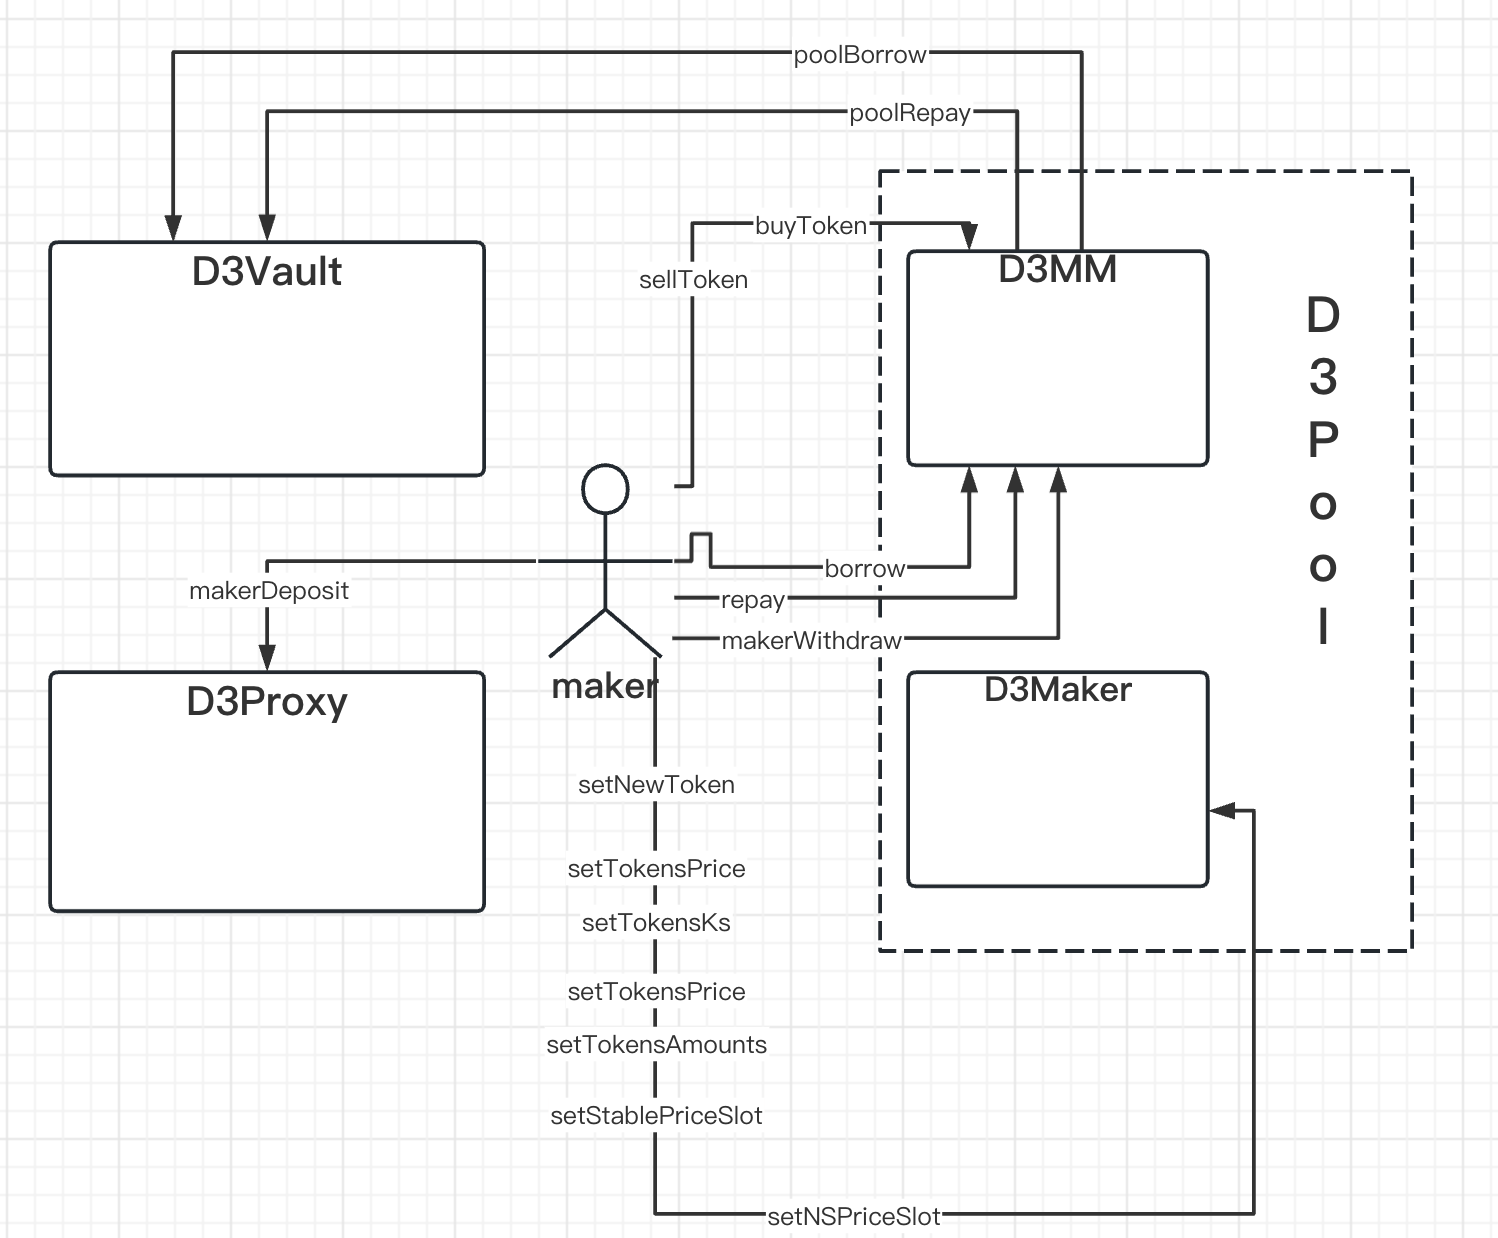 poolBorrow
poolRepay
buyToken
sellToken
D3Vault
D3MM
D
3
P
o
o
l
borrow
makerDeposit
repay
makerWithdraw
maker
D3Proxy
D3Maker
setNewToken
setTokensPrice
setTokensKs
setTokensPrice
setTokensAmounts
setStablePriceSlot
setNSPriceSlot